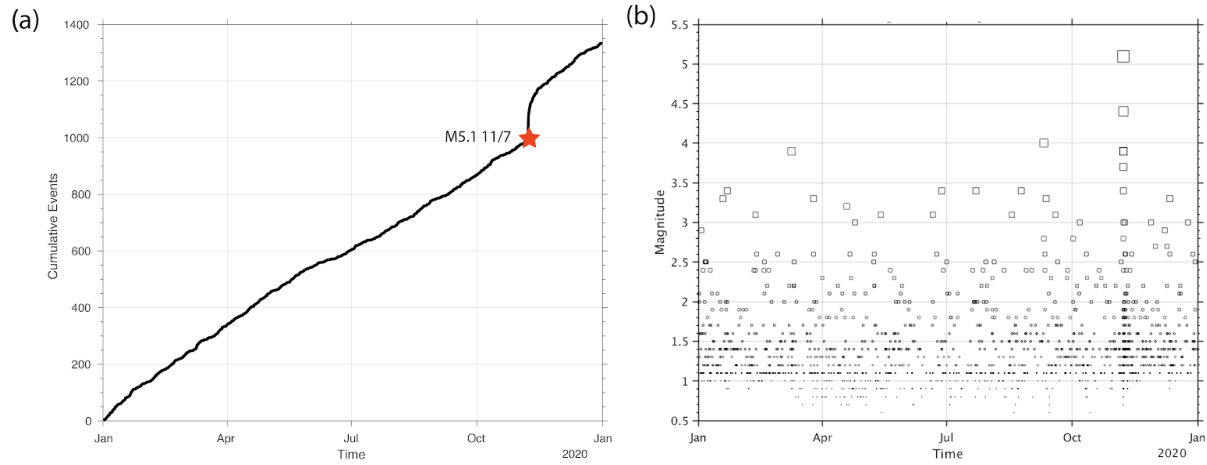 (a)
1400
1200
1000
800
600
400
200
0
Cumulative Events
M5.1 11/7
Jan
Apr
Jul
Oct
Jan
Time
2020
(b)
5.5
5
4.5
4
3.5
3
2.5
2
1.5
1
0.5
Magnitude
Jan
Apr
Jul
Oct
Jan
Time
2020